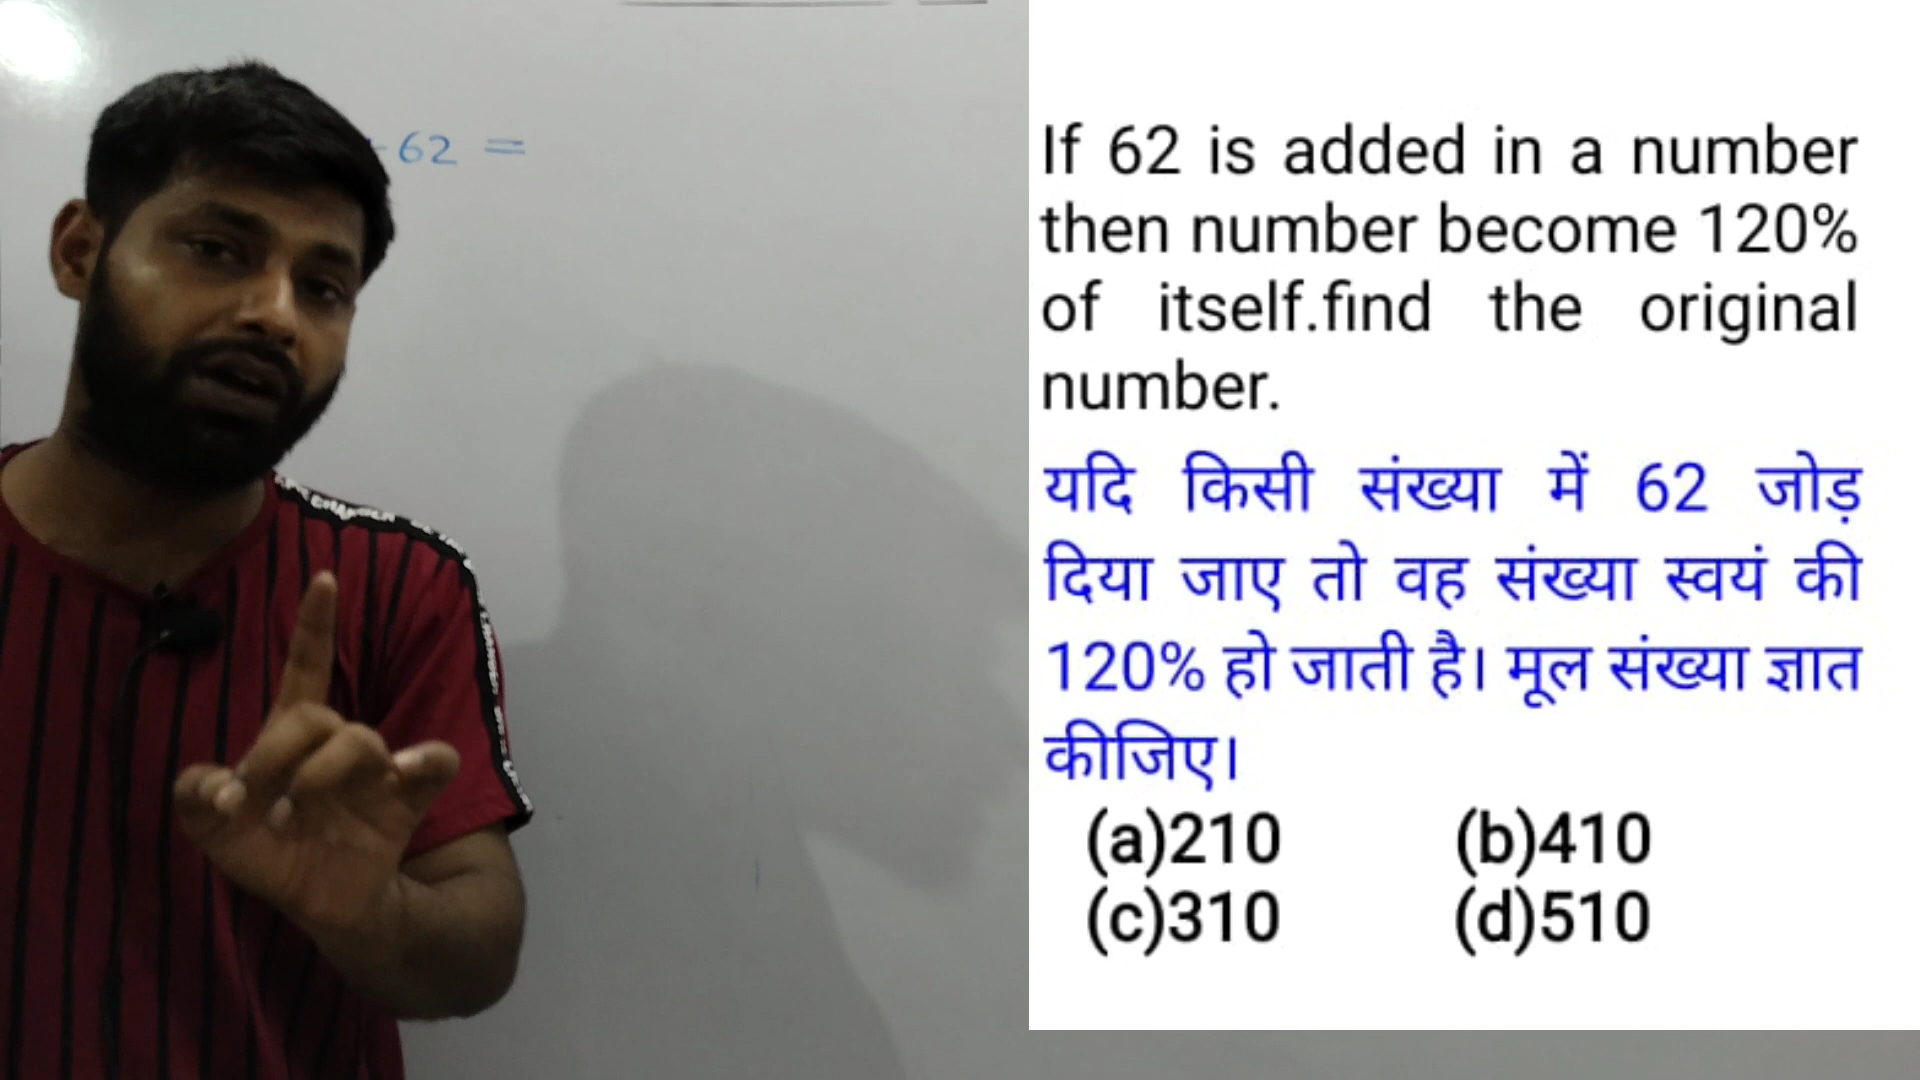 +62 =
If 62 is added in a number
then number become 120%
of itself.find the original
number.
यदि किसी संख्या में 62 जोड़
दिया जाए तो वह संख्या स्वयं की
120% हो जाती है। मूल संख्या ज्ञात
कीजिए।
(a)210 (b)410
(c)310 (d)510